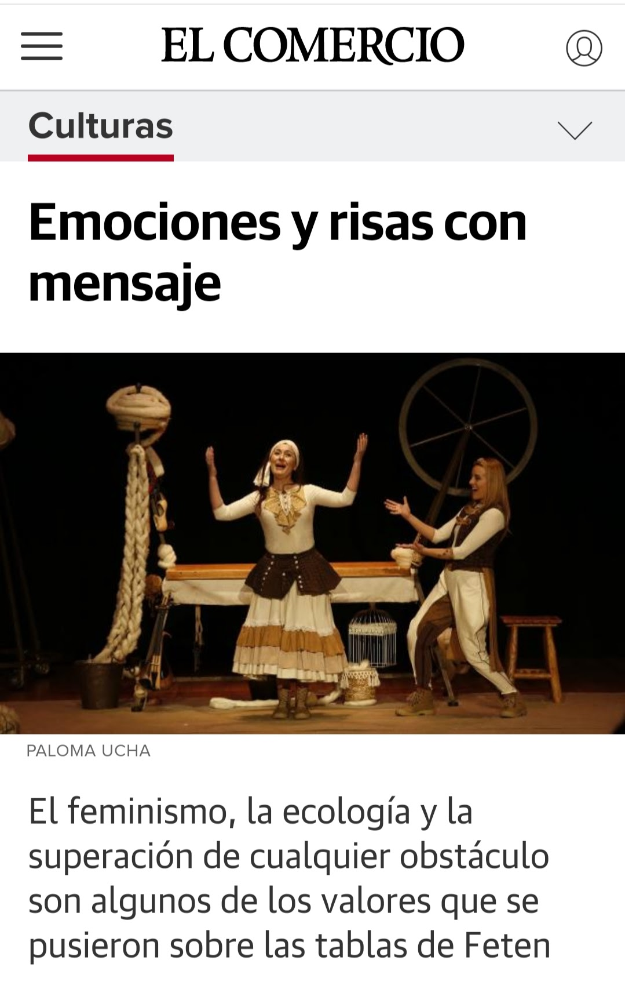 EL COMERCIO
Culturas
Emociones y risas con
mensaje
PALOMA UCHA
El feminismo, la ecología y la
superación de cualquier obstáculo
son algunos de los valores que se
pusieron sobre las tablas de Feten